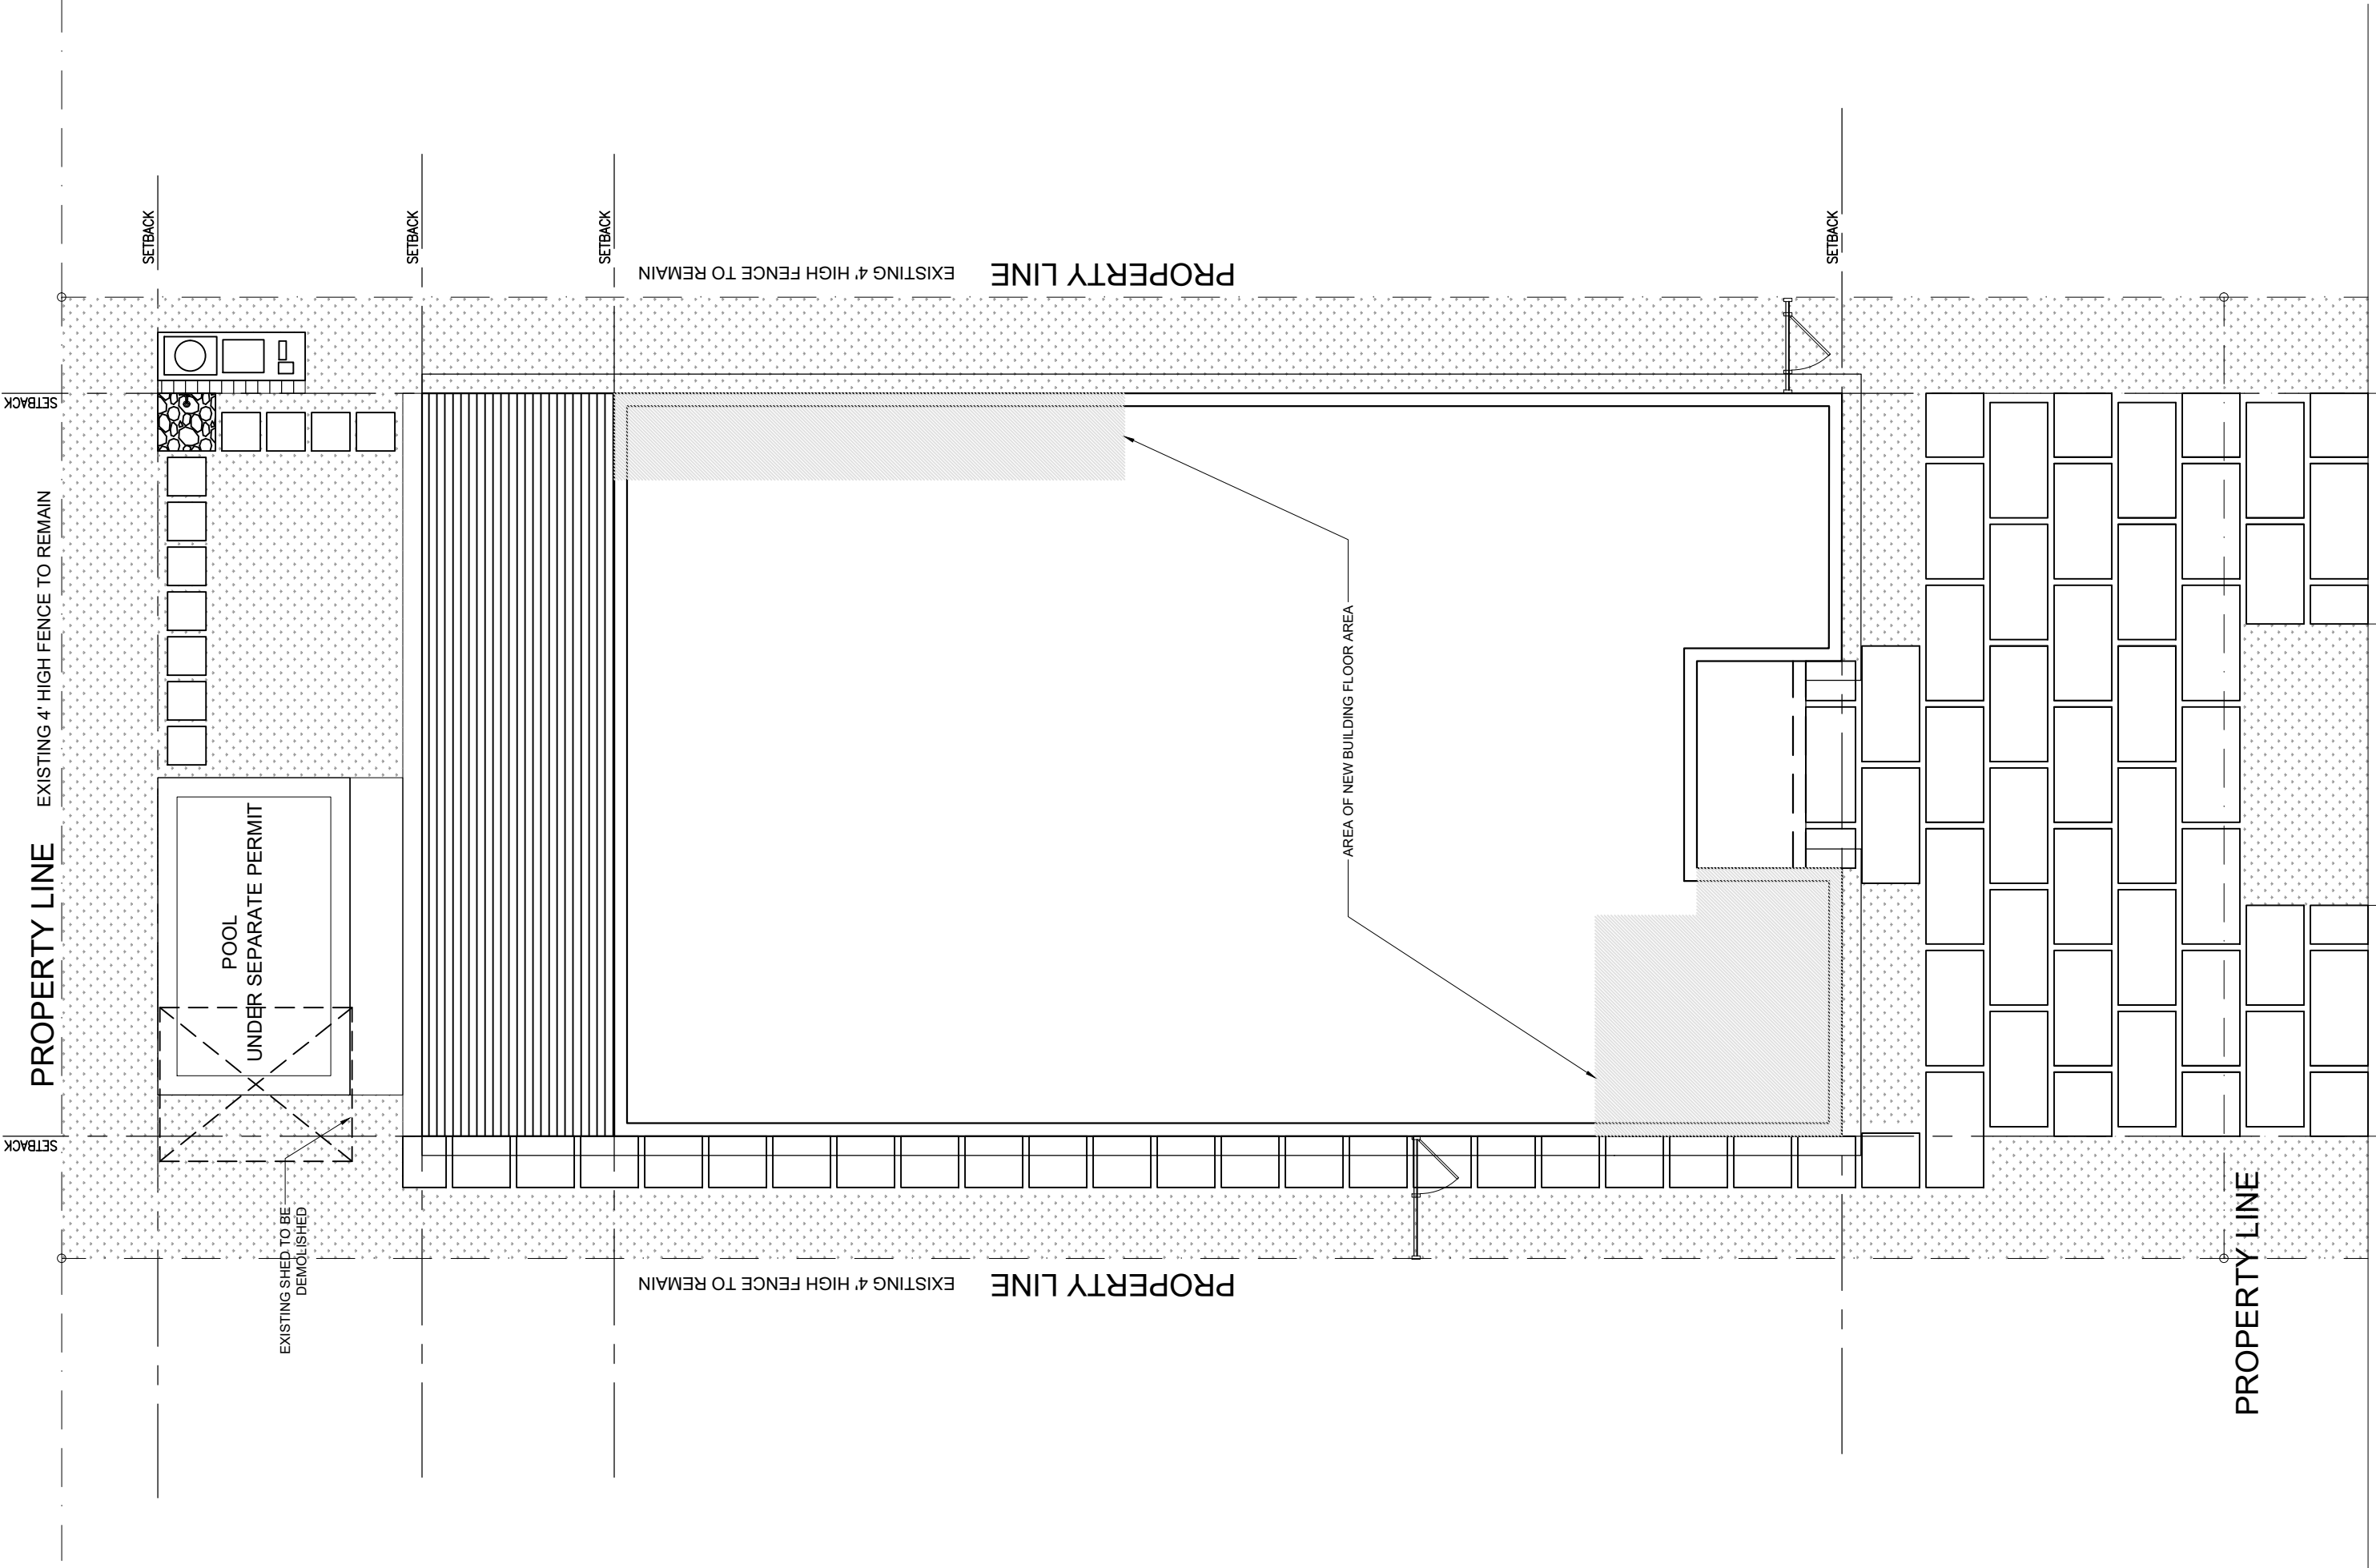 SETBACK
SETBACK
SETBACK
SETBACK
EXISTING 4' HIGH FENCE TO REMAIN
PROPERTY LINE
SETBACK
EXISTING 4' HIGH FENCE TO REMAIN
PROPERTY LINE
POOL
UNDER SEPARATE PERMIT
AREA OF NEW BUILDING FLOOR AREA
SETBACK
EXISTING SHED TO BE
DEMOLISHED
EXISTING 4' HIGH FENCE TO REMAIN
PROPERTY LINE
PROPERTY LINE